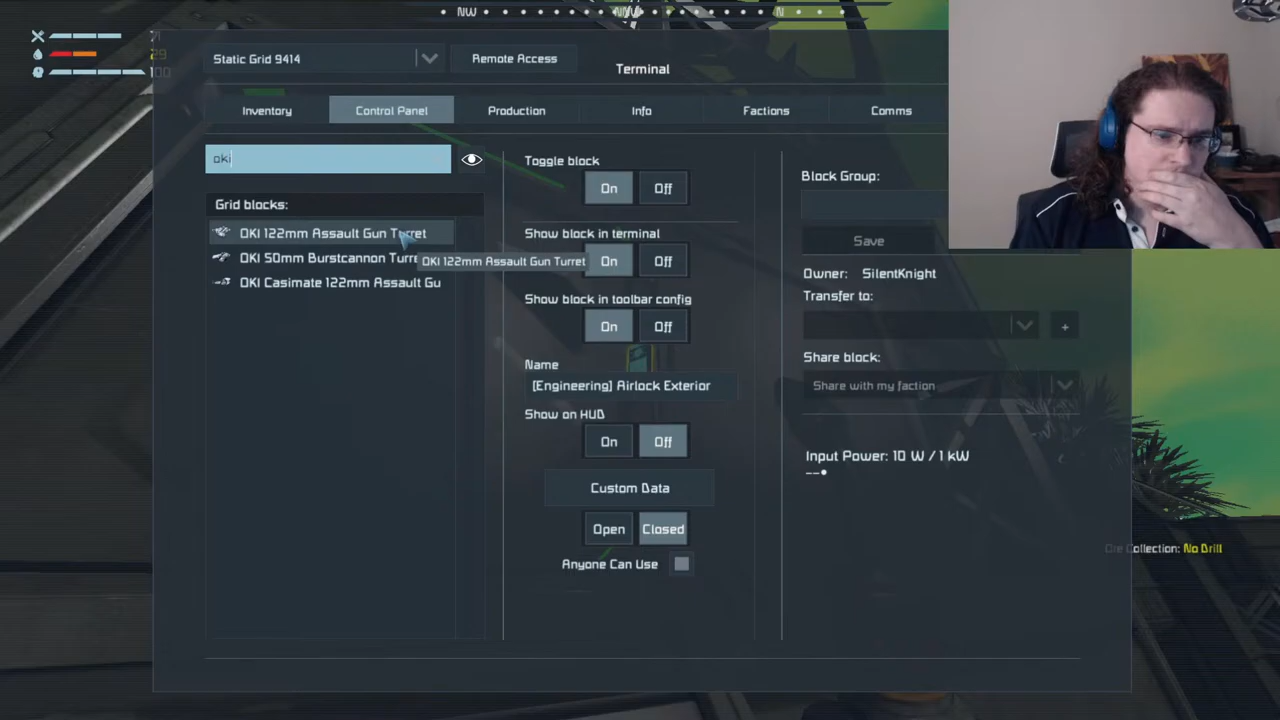 NW
N
Static Grid 9414
Remote Access
Terminal
29
100
Inventory
Control Panel
Production
Info
Factions
Comms
oki
Toggle block
On Off
Block Group:
Grid blocks:
OKI 122mm Assault Gun Turret
Show block in terminal
Save
OKI 50mm Burstcannon Turre
OKI 122mm Assault Gun Turret
On Off
OKI Casimate 122mm Assault Gu
Owner: SilentKnight
Transfer to:
Show block in toolbar config
On Off
+
Name
Share block:
[Engineering] Airlock Exterior
Share with my faction
Show on HUD
On Off
Input Power: 10 W / 1 kW
Custom Data
Open Closed
Collection: No Drill
Anyone Can Use